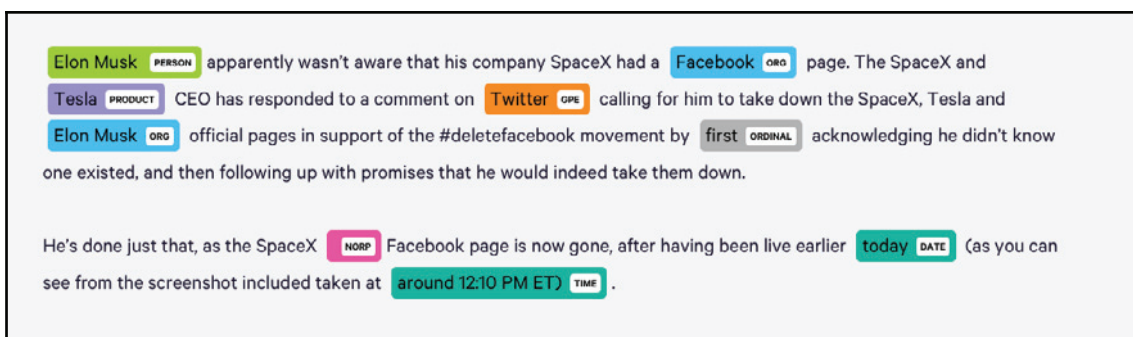 Elon Musk PERSON apparently wasn't aware that his company SpaceX had a Facebook ORG page. The SpaceX and
Tesla PRODUCT CEO has responded to a comment on Twitter GPE calling for him to take down the SpaceX, Tesla and
Elon Musk ORG official pages in support of the #deletefacebook movement by first ORDINAL acknowledging he didn't know
one existed, and then following up with promises that he would indeed take them down.
He's done just that, as the SpaceX NORP Facebook page is now gone, after having been live earlier today DATE (as you can
see from the screenshot included taken at around 12:10 PM ET) TIME .